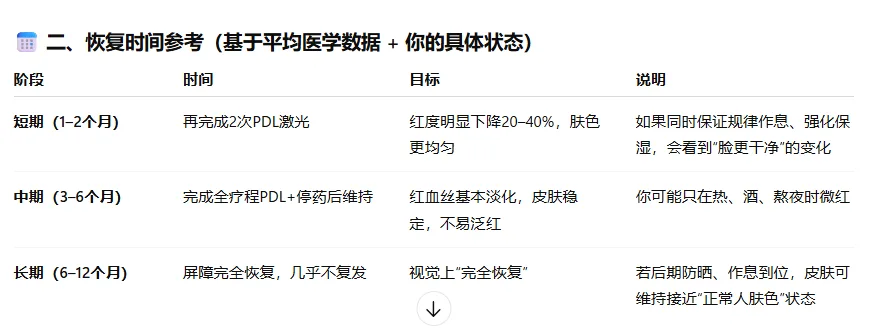 二、恢复时间参考（基于平均医学数据 + 你的具体状态）
阶段 时间 目标 说明
短期（1–2个月） 再完成2次PDL激光 红度明显下降20–40%，肤色更均匀 如果同时保证规律作息、强化保湿，会看到“脸更干净”的变化
中期（3–6个月） 完成全疗程PDL+停药后维持 红血丝基本淡化，皮肤稳定，不易泛红 你可能只在热、酒、熬夜时微红
长期（6–12个月） 屏障完全恢复，几乎不复发 视觉上“完全恢复” 若后期防晒、作息到位，皮肤可维持接近“正常人肤色”状态